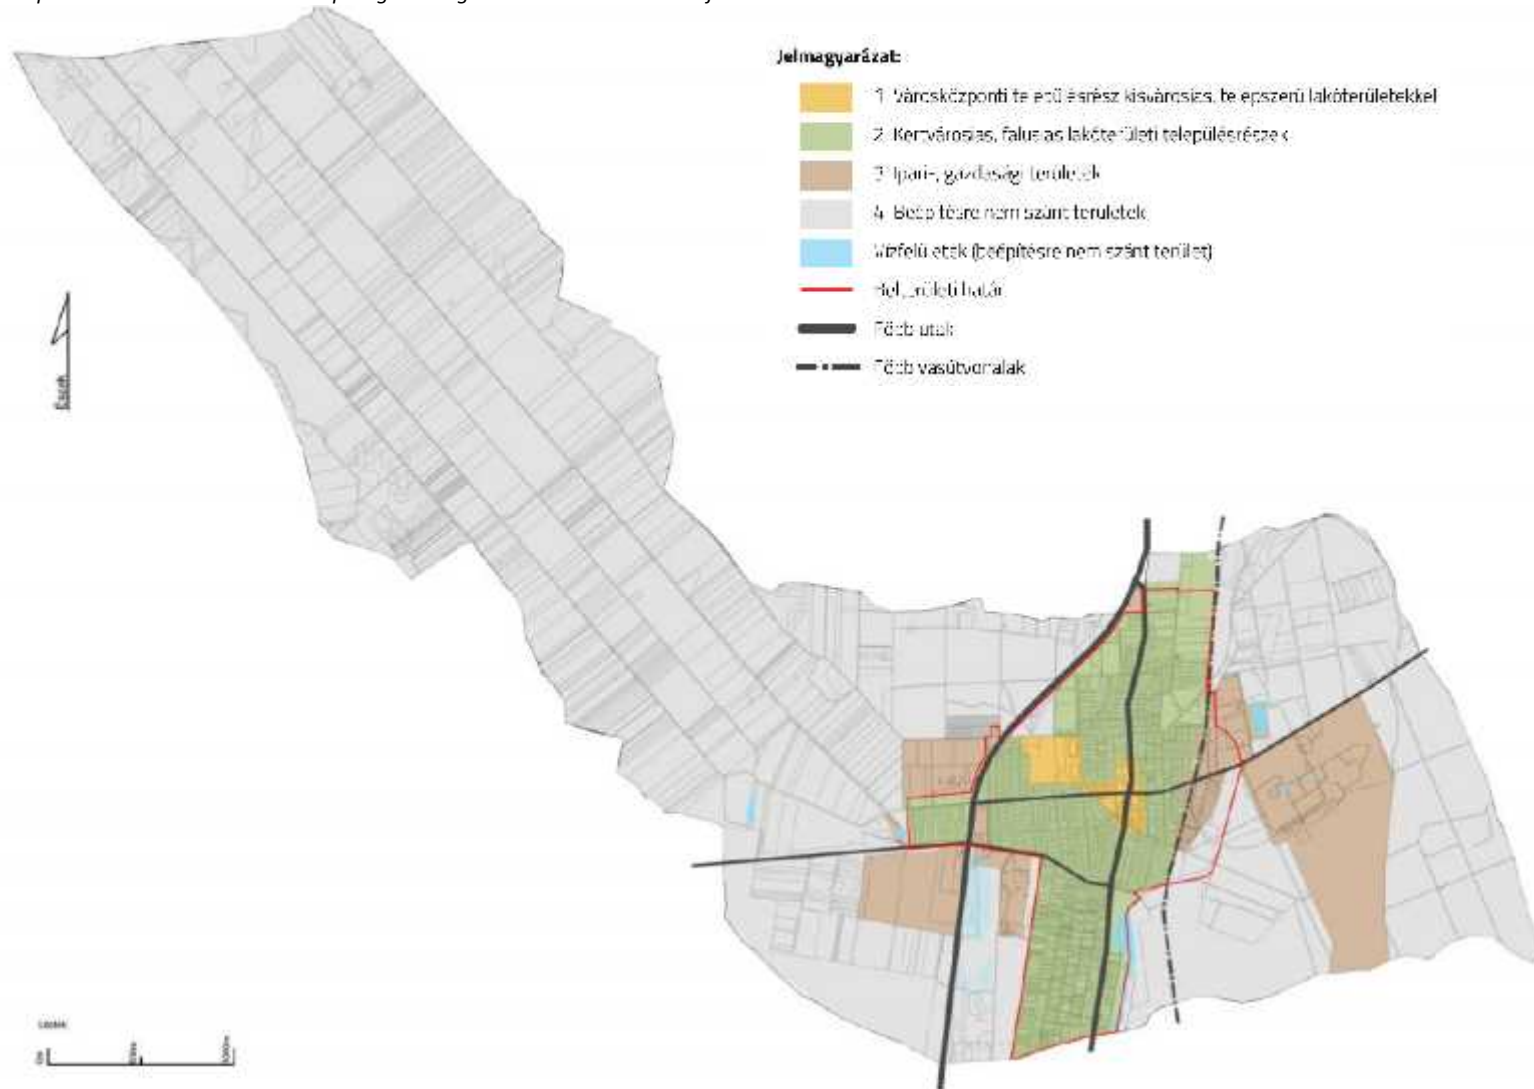 Jelmagyarázat:
1 Városközponti településrész kisvárosias, telepszerű lakóterületekkel
2 Kertvárosias, falusias lakóterületi településrészek
3 Ipari-, gazdasági területek
4 Beépítésre nem szánt területek
Vízfelületek (beépítésre nem szánt terület)
Belterületi határ
Főbb utak
Főbb vasútvonalak
Észak